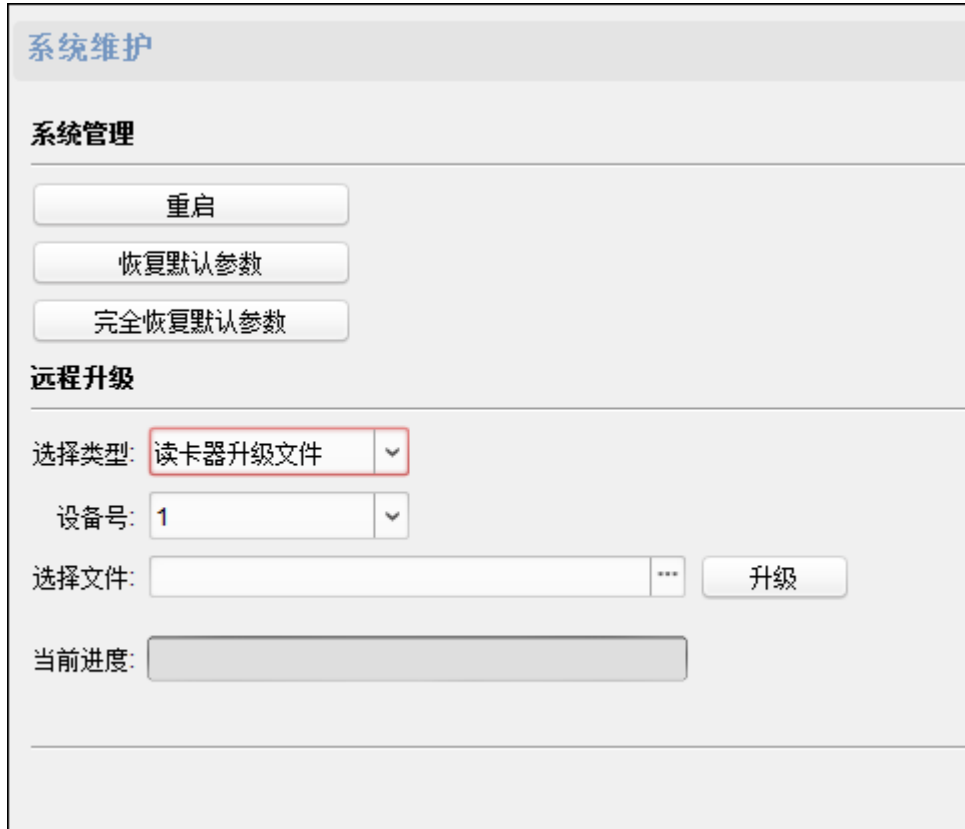 系统维护
系统管理
重启
恢复默认参数
完全恢复默认参数
远程升级
选择类型: 读卡器升级文件
设备号: 1
选择文件: ... 升级
当前进度: